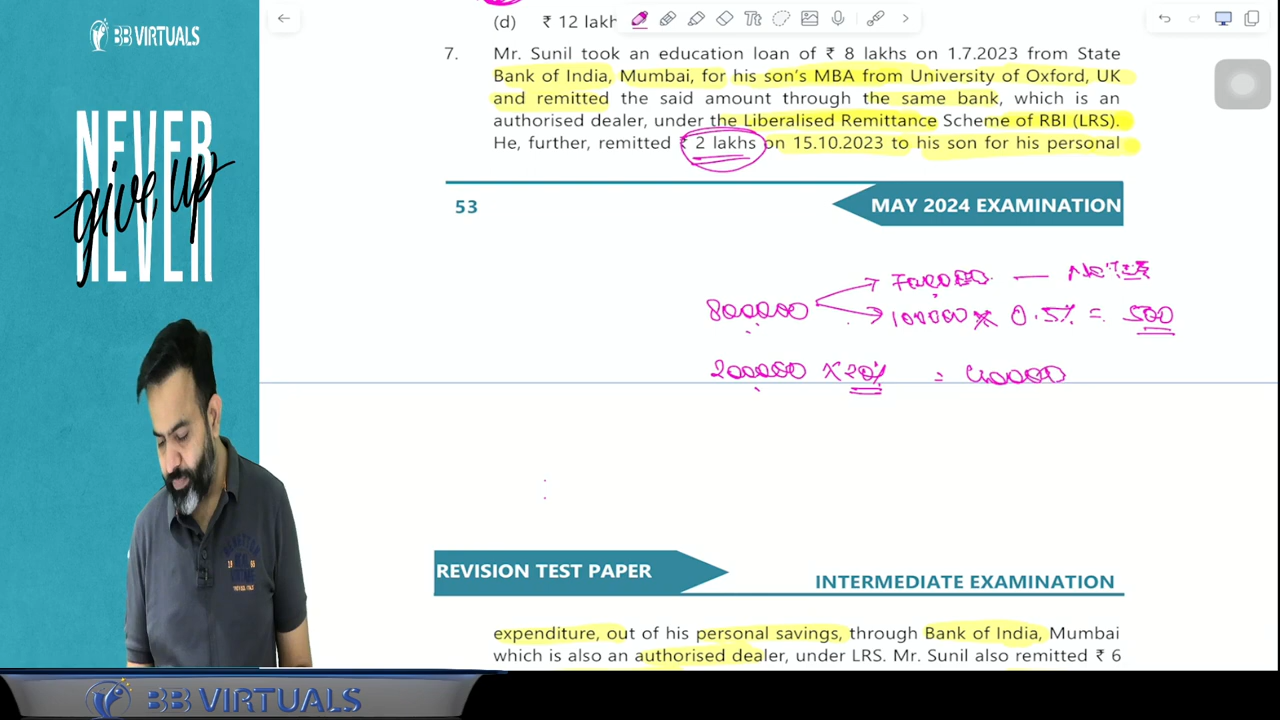 BB VIRTUALS
NEVER
give up
NEVER
(d) ₹ 12 lakh
7. Mr. Sunil took an education loan of ₹ 8 lakhs on 1.7.2023 from State
Bank of India, Mumbai, for his son's MBA from University of Oxford, UK
and remitted the said amount through the same bank, which is an
authorised dealer, under the Liberalised Remittance Scheme of RBI (LRS).
He, further, remitted ₹ 2 lakhs on 15.10.2023 to his son for his personal
53 MAY 2024 EXAMINATION
800000
700000 — No TCS
100000 × 0.5% = 500
200000 × 20% = 40000
REVISION TEST PAPER INTERMEDIATE EXAMINATION
expenditure, out of his personal savings, through Bank of India, Mumbai
which is also an authorised dealer, under LRS. Mr. Sunil also remitted ₹ 6
BB VIRTUALS